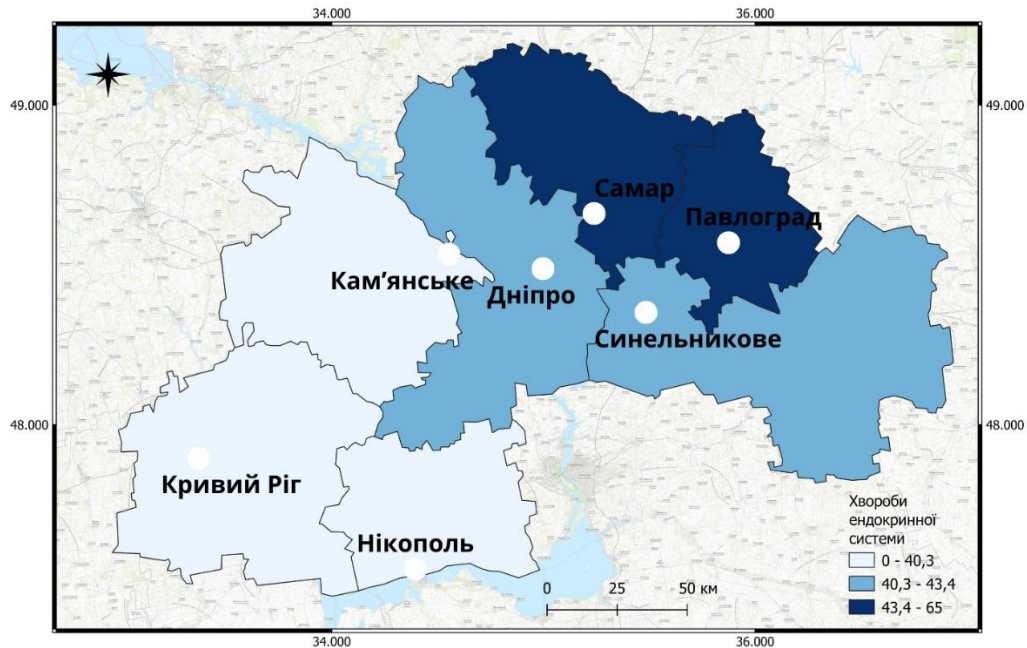 34.000
36.000
49.000
49.000
Самар
Павлоград
Кам’янське
Дніпро
Синельникове
48.000
48.000
Кривий Ріг
Нікополь
Хвороби
ендокринної
системи
0 - 40,3
40,3 - 43,4
43,4 - 65
0 25 50 км
34.000
36.000